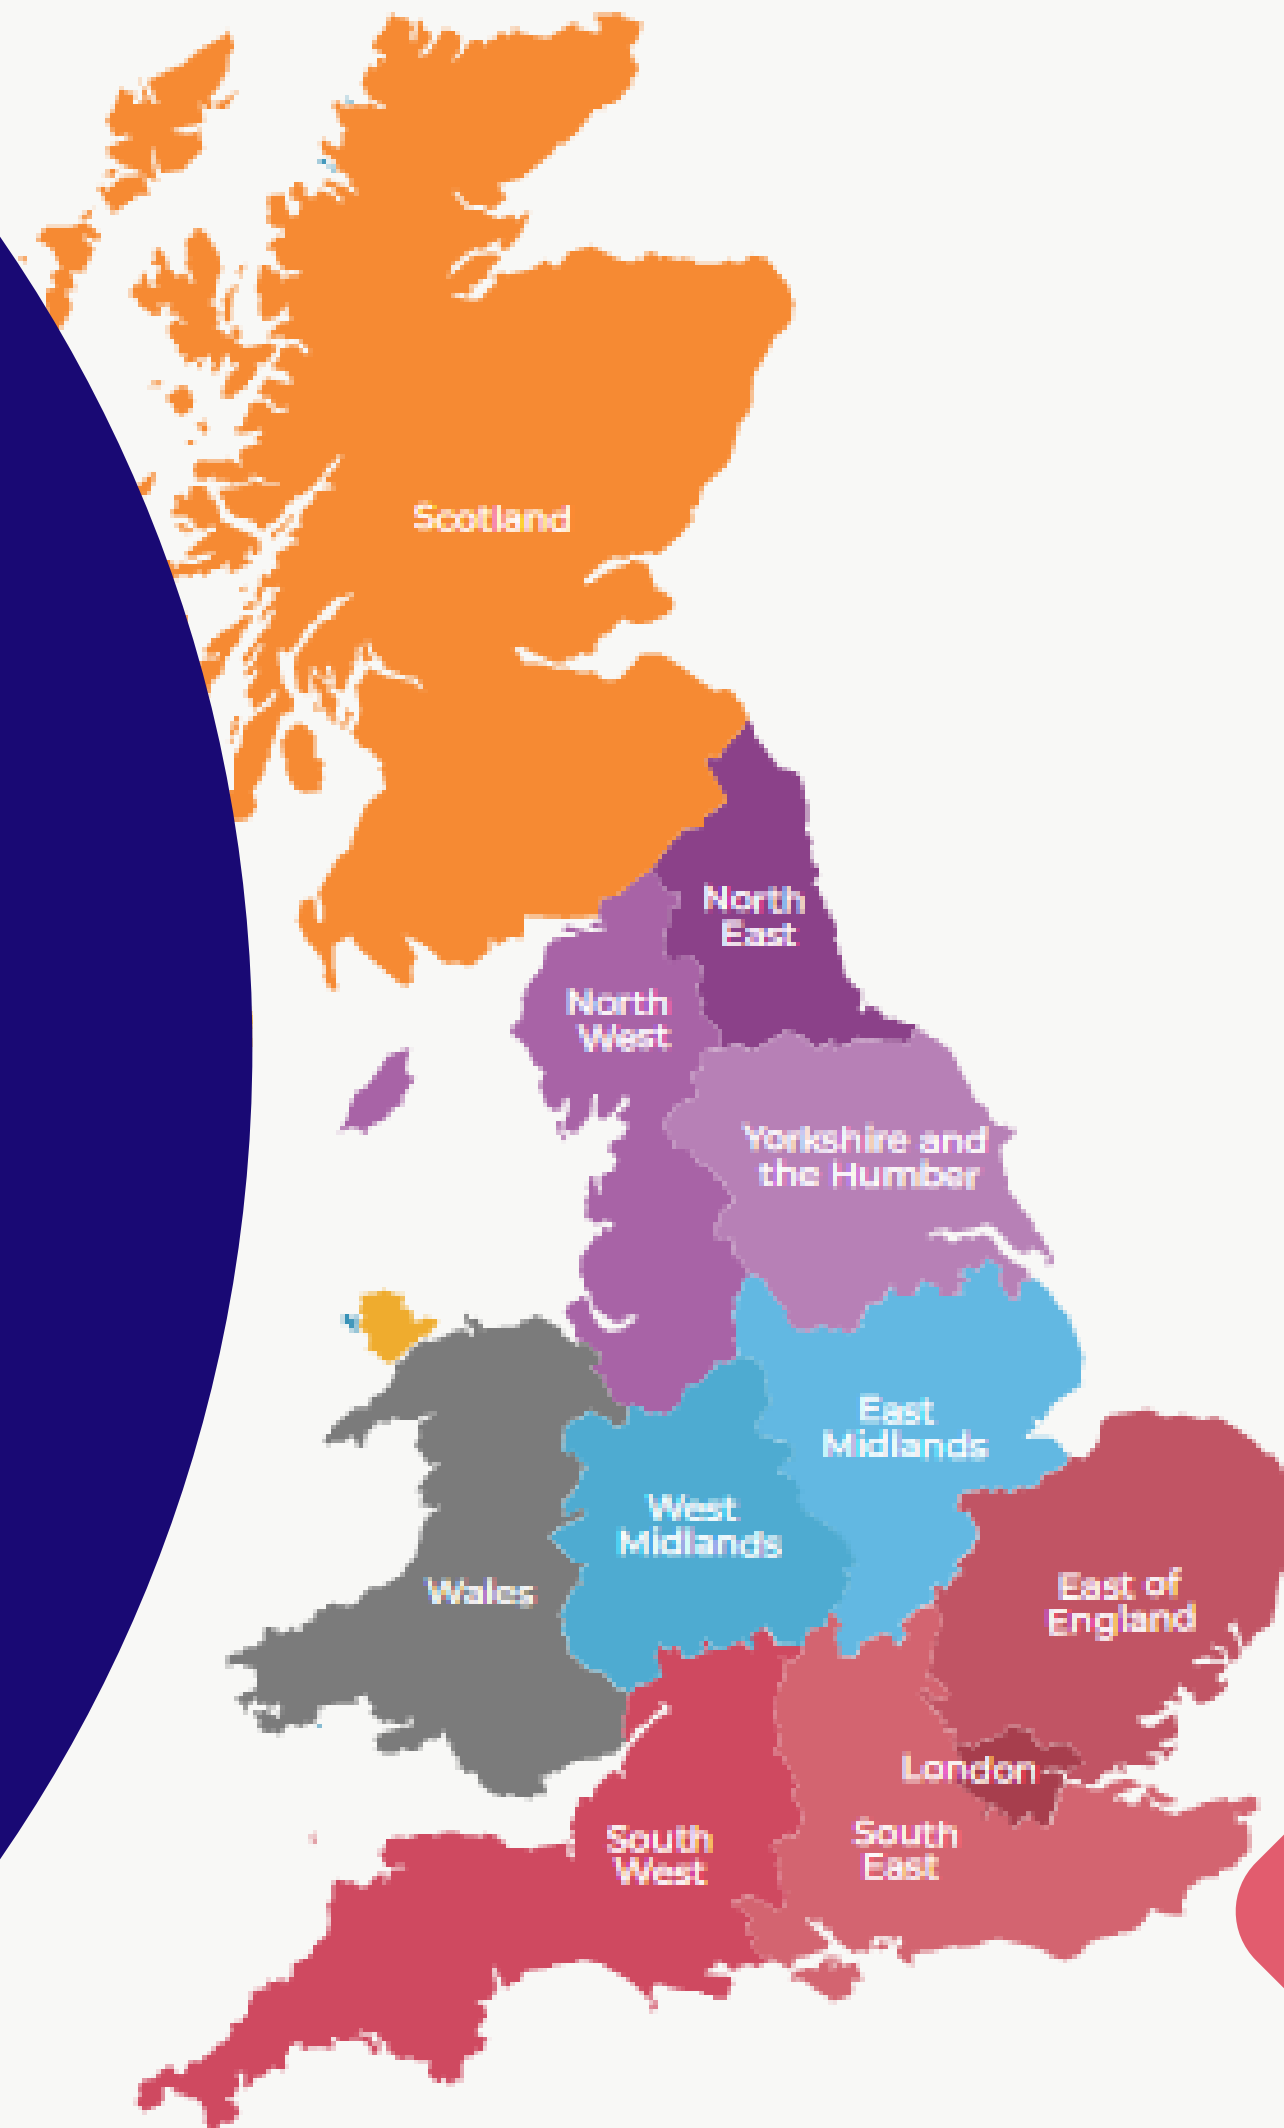 Scotland
North
East
North
West
Yorkshire and
the Humber
East
Midlands
West
Midlands
Wales
East of
England
London
South
West
South
East